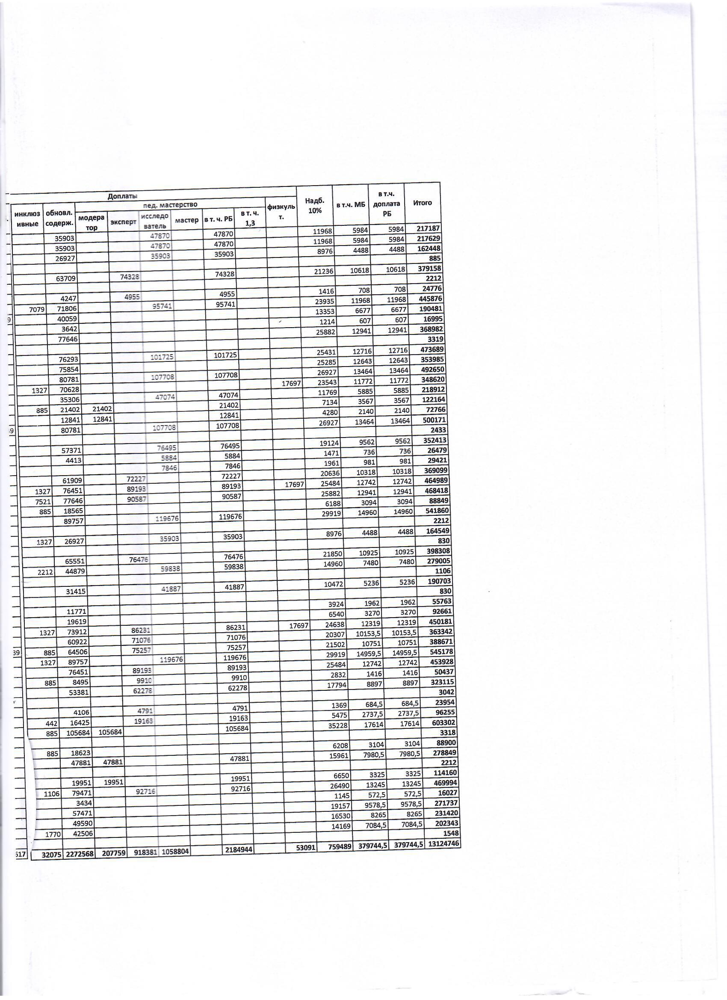 Доплаты
Надб. 10% в т.ч. МБ в т.ч. доплата РБ Итого
инклюз ивные обновл. содерж. пед. мастерство физкуль т.
модера тор эксперт исследо ватель мастер в т. ч. РБ в т. ч. 1,3
35903 47870 47870 11968 5984 5984 217187
35903 47870 47870 11968 5984 5984 217629
26927 35903 35903 8976 4488 4488 162448
885
63709 74328 74328 21236 10618 10618 379158
2212
4247 4955 4955 1416 708 708 24776
7079 71806 95741 95741 23935 11968 11968 445876
9 40059 13353 6677 6677 190481
3642 1214 607 607 16995
77646 25882 12941 12941 368982
3319
76293 101725 101725 25431 12716 12716 473689
75854 25285 12643 12643 353985
80781 107708 107708 26927 13464 13464 492650
1327 70628 17697 23543 11772 11772 348620
35306 47074 47074 11769 5885 5885 218912
885 21402 21402 21402 7134 3567 3567 122164
12841 12841 12841 4280 2140 2140 72766
9 80781 107708 107708 26927 13464 13464 500171
2433
57371 76495 76495 19124 9562 9562 352413
4413 5884 5884 1471 736 736 26479
7846 7846 1961 981 981 29421
61909 72227 72227 20636 10318 10318 369099
1327 76451 89193 89193 17697 25484 12742 12742 464989
7521 77646 90587 90587 25882 12941 12941 468418
885 18565 6188 3094 3094 88849
89757 119676 119676 29919 14960 14960 541860
2212
1327 26927 35903 35903 8976 4488 4488 164549
830
65551 76476 76476 21850 10925 10925 398308
2212 44879 59838 59838 14960 7480 7480 279005
1106
31415 41887 41887 10472 5236 5236 190703
830
11771 3924 1962 1962 55763
19619 6540 3270 3270 92661
1327 73912 86231 86231 17697 24638 12319 12319 450181
60922 71076 71076 20307 10153,5 10153,5 363342
39 885 64506 75257 75257 21502 10751 10751 388671
1327 89757 119676 119676 29919 14959,5 14959,5 545178
76451 89193 89193 25484 12742 12742 453928
885 8495 9910 9910 2832 1416 1416 50437
53381 62278 62278 17794 8897 8897 323115
3042
4106 4791 4791 1369 684,5 684,5 23954
442 16425 19163 19163 5475 2737,5 2737,5 96255
885 105684 105684 105684 35228 17614 17614 603302
3318
885 18623 6208 3104 3104 88900
47881 47881 47881 15961 7980,5 7980,5 278849
2212
19951 19951 19951 6650 3325 3325 114160
1106 79471 92716 92716 26490 13245 13245 469994
3434 1145 572,5 572,5 16027
57471 19157 9578,5 9578,5 271737
49590 16530 8265 8265 231420
1770 42506 14169 7084,5 7084,5 202343
1548
517 32075 2272568 207759 918381 1058804 2184944 53091 759489 379744,5 379744,5 13124746